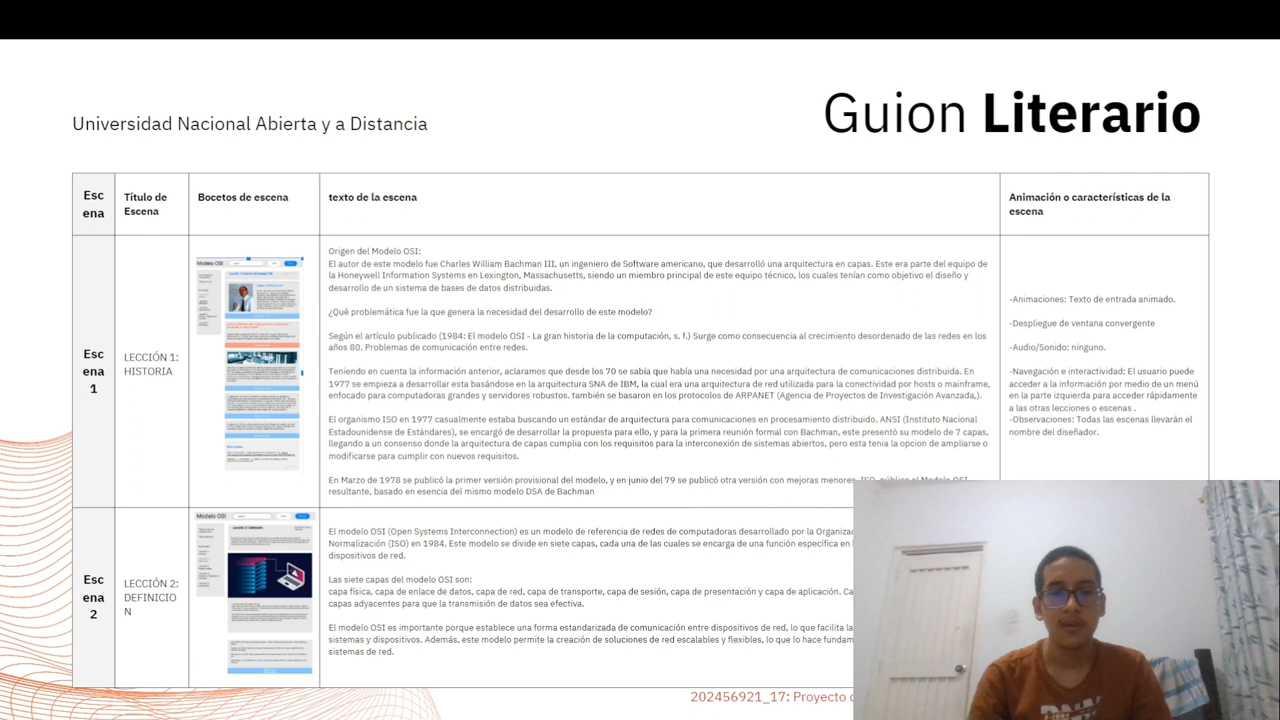 Universidad Nacional Abierta y a Distancia
Guion Literario
Esc
ena
Título de
Escena
Bocetos de escena
texto de la escena
Animación o características de la
escena
Esc
ena
1
LECCIÓN 1:
HISTORIA
Modelo OSI
Origen del Modelo OSI:
El autor de este modelo fue Charles William Bachman III, un ingeniero de Software americano, que desarrolló una arquitectura en capas. Este era parte del equipo de
la Honeywell Information Systems en Lexington, Massachusetts, siendo un miembro principal de este equipo técnico, los cuales tenían como objetivo el diseño y
desarrollo de un sistema de bases de datos distribuidas.
¿Qué problemática fue la que genera la necesidad del desarrollo de este modelo?
Según el artículo publicado (1984: El modelo OSI - La gran historia de la computación, s. f.) Surge como consecuencia al crecimiento desordenado de las redes en los
años 80. Problemas de comunicación entre redes.
Teniendo en cuenta la información anterior, aclaramos que desde los 70 se sabía que había una necesidad por una arquitectura de comunicaciones distribuida. En
1977 se empieza a desarrollar esta basándose en la arquitectura SNA de IBM, la cual era una arquitectura de red utilizada para la conectividad por hosts o mainframe,
enfocado para computadoras grandes y servidores robustos. también se basaron en los protocolos de ARPANET (Agencia de Proyectos de Investigación Avanzada,).
El organismo ISO en 1977 casualmente estaba buscando un estándar de arquitectura para comunicaciones en procesamiento distribuido. ANSI (Instituto Nacional
Estadounidense de Estándares), se encargó de desarrollar la propuesta para ello, y para la primera reunión formal con Bachman, este presentó su modelo de 7 capas,
llegando a un consenso donde la arquitectura de capas cumplia con los requisitos para la interconexión de sistemas abiertos, pero esta tenia la opcion de ampliarse o
modificarse para cumplir con nuevos requisitos.
En Marzo de 1978 se publicó la primer versión provisional del modelo, y en junio del 79 se publicó otra versión con mejoras menores. ISO, publica el Modelo OSI
resultante, basado en esencia del mismo modelo DSA de Bachman
-Animaciones: Texto de entrada animado.
-Despliegue de ventana convergente
-Audio/Sonido: ninguno.
-Navegación e interactividad: El usuario puede
acceder a la información por medio de un menú
en la parte izquierda para acceder rápidamente
a las otras lecciones o escenas .
-Observaciones: Todas las escenas llevarán el
nombre del diseñador.
Esc
ena
2
LECCIÓN 2:
DEFINICIO
N
Modelo OSI
El modelo OSI (Open Systems Interconnection) es un modelo de referencia de redes de computadoras desarrollado por la Organiza
Normalización (ISO) en 1984. Este modelo se divide en siete capas, cada una de las cuales se encarga de una función específica en
dispositivos de red.
Las siete capas del modelo OSI son:
capa física, capa de enlace de datos, capa de red, capa de transporte, capa de sesión, capa de presentación y capa de aplicación. Ca
capas adyacentes para que la transmisión de datos sea efectiva.
El modelo OSI es importante porque establece una forma estandarizada de comunicación entre dispositivos de red, lo que facilita la
sistemas y dispositivos. Además, este modelo permite la creación de soluciones de red escalables y flexibles, lo que lo hace fundam
sistemas de red.
202456921_17: Proyecto